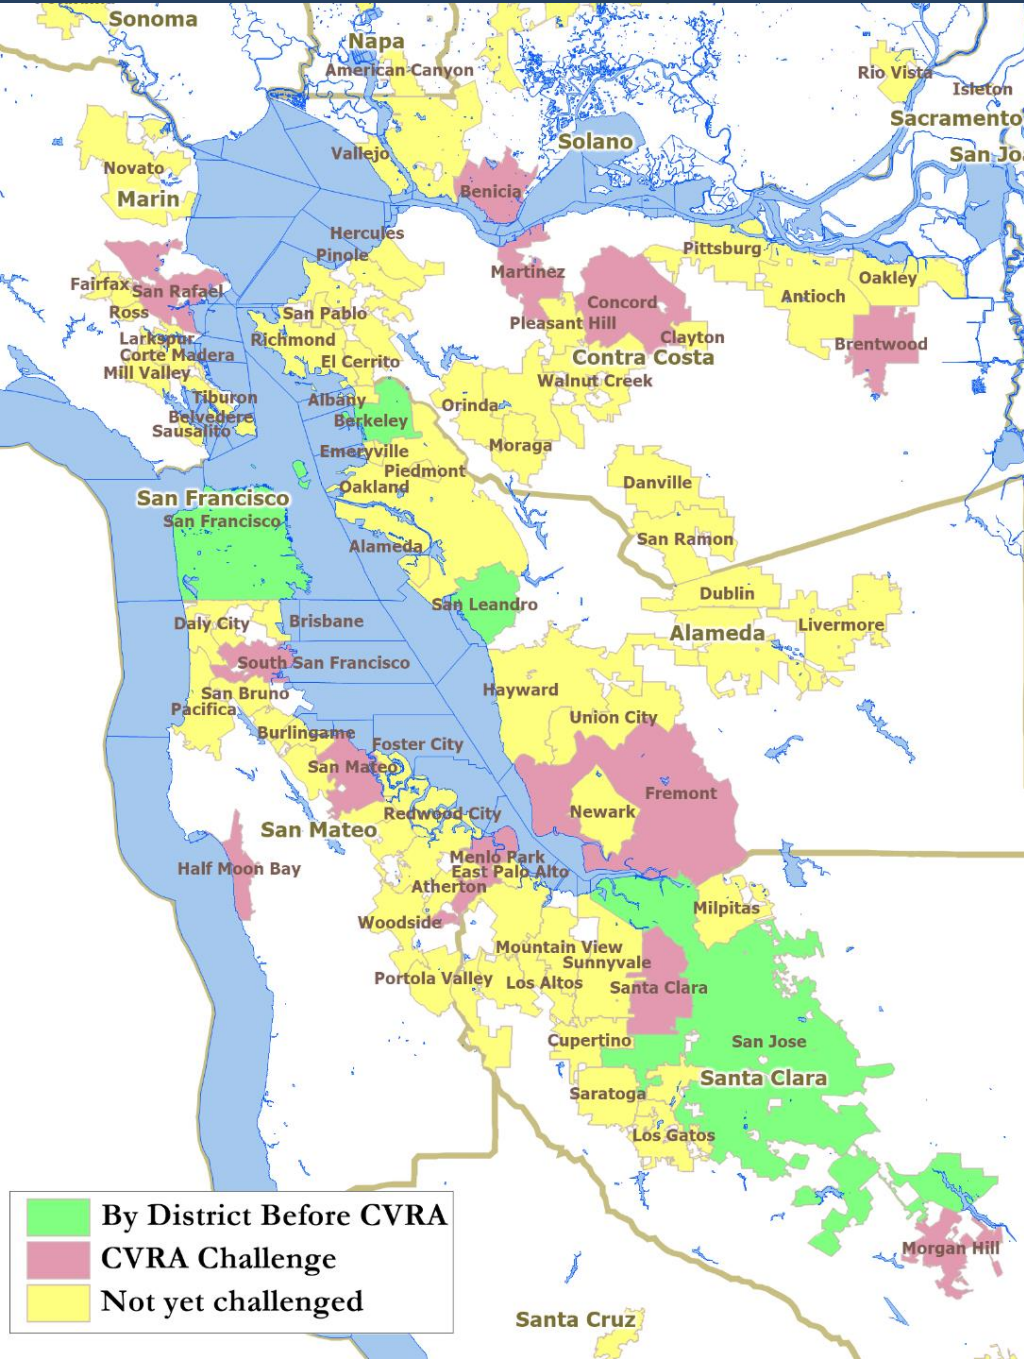 Sonoma
Napa
American Canyon
Rio Vista
Isleton
Sacramento
Solano
San Joa
Vallejo
Novato
Marin
Benicia
Hercules
Pinole
Pittsburg
Martinez
Fairfax
San Rafael
Oakley
Antioch
Concord
Ross
San Pablo
Pleasant Hill
Clayton
Larkspur
Richmond
Brentwood
Corte Madera
El Cerrito
Contra Costa
Mill Valley
Walnut Creek
Tiburon
Albany
Orinda
Belvedere
Berkeley
Sausalito
Moraga
Emeryville
Piedmont
Danville
Oakland
San Francisco
San Francisco
San Ramon
Alameda
Dublin
San Leandro
Daly City
Brisbane
Livermore
Alameda
South San Francisco
San Bruno
Hayward
Pacifica
Union City
Burlingame
Foster City
San Mateo
Fremont
Redwood City
Newark
San Mateo
Menlo Park
Half Moon Bay
East Palo Alto
Atherton
Milpitas
Woodside
Mountain View
Sunnyvale
Portola Valley
Los Altos
Santa Clara
Cupertino
San Jose
Santa Clara
Saratoga
Los Gatos
By District Before CVRA
CVRA Challenge
Not yet challenged
Morgan Hill
Santa Cruz